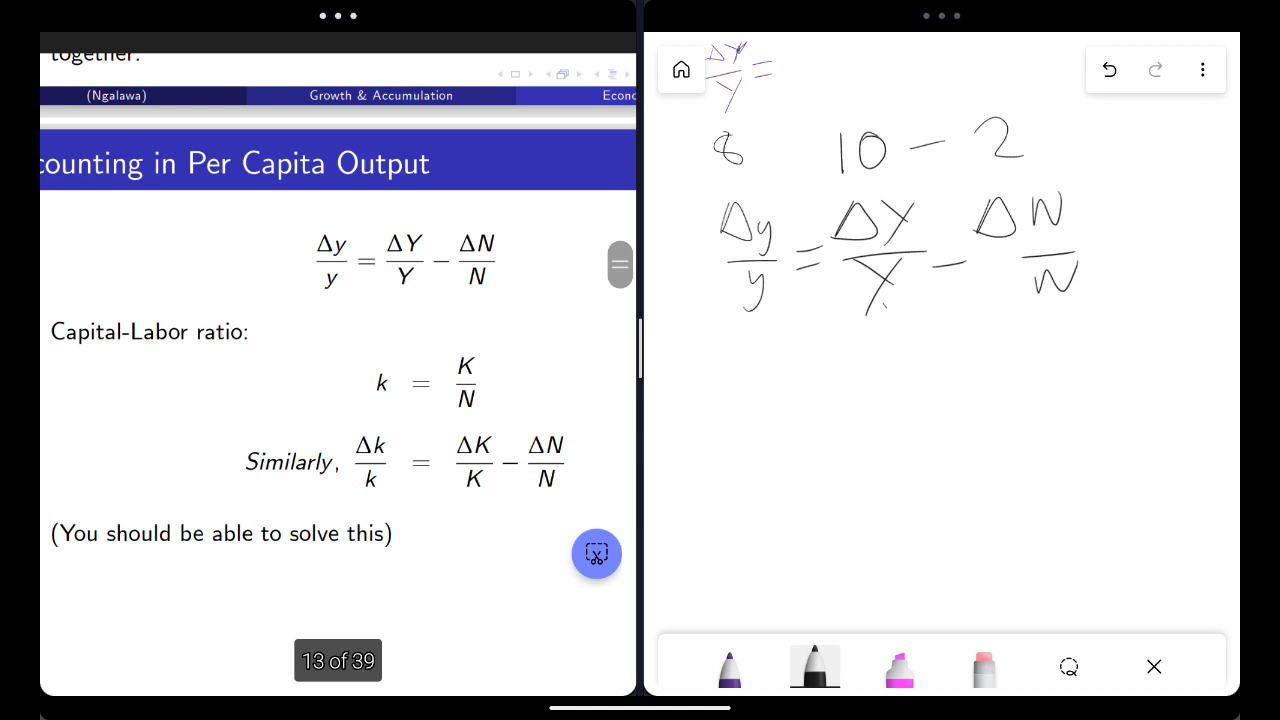 together.
(Ngalawa) Growth & Accumulation Econo
counting in Per Capita Output
Δy/y = ΔY/Y − ΔN/N
Capital-Labor ratio:
k = K/N
Similarly, Δk/k = ΔK/K − ΔN/N
(You should be able to solve this)
13 of 39
ΔY/Y =
8 10 − 2
Δy/y = ΔY/Y − ΔN/N